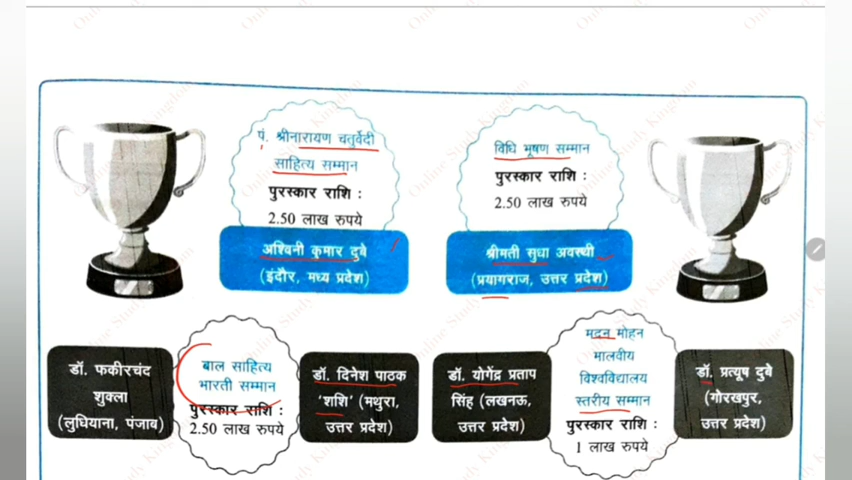 पं. श्रीनारायण चतुर्वेदी
साहित्य सम्मान
पुरस्कार राशि :
2.50 लाख रुपये
अश्विनी कुमार दुबे
(इंदौर, मध्य प्रदेश)
विधि भूषण सम्मान
पुरस्कार राशि :
2.50 लाख रुपये
श्रीमती सुधा अवस्थी
(प्रयागराज, उत्तर प्रदेश)
डॉ. फकीरचंद
शुक्ला
(लुधियाना, पंजाब)
बाल साहित्य
भारती सम्मान
पुरस्कार राशि :
2.50 लाख रुपये
डॉ. दिनेश पाठक
‘शशि’ (मथुरा,
उत्तर प्रदेश)
डॉ. योगेंद्र प्रताप
सिंह (लखनऊ,
उत्तर प्रदेश)
मदन मोहन
मालवीय
विश्वविद्यालय
स्तरीय सम्मान
पुरस्कार राशि :
1 लाख रुपये
डॉ. प्रत्यूष दुबे
(गोरखपुर,
उत्तर प्रदेश)
Online Study Kingdom